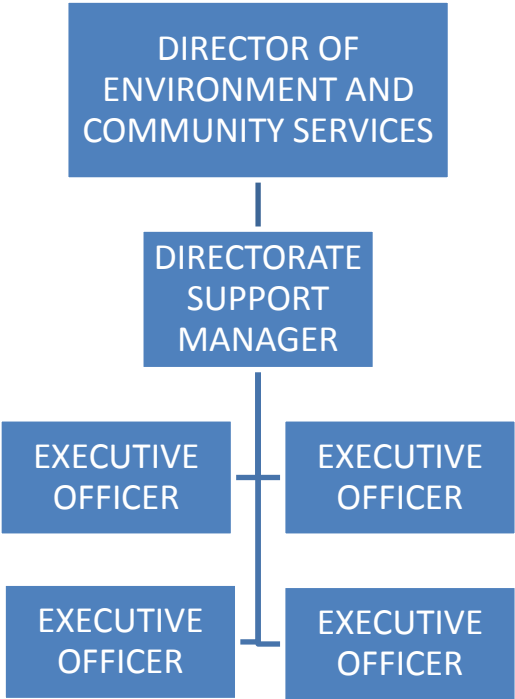 DIRECTOR OF
ENVIRONMENT AND
COMMUNITY SERVICES
DIRECTORATE
SUPPORT
MANAGER
EXECUTIVE
OFFICER
EXECUTIVE
OFFICER
EXECUTIVE
OFFICER
EXECUTIVE
OFFICER